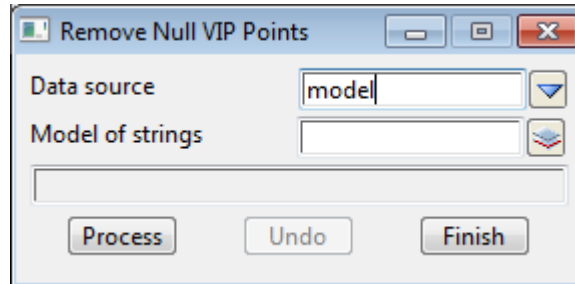 Remove Null VIP Points
Data source model
Model of strings
Process Undo Finish